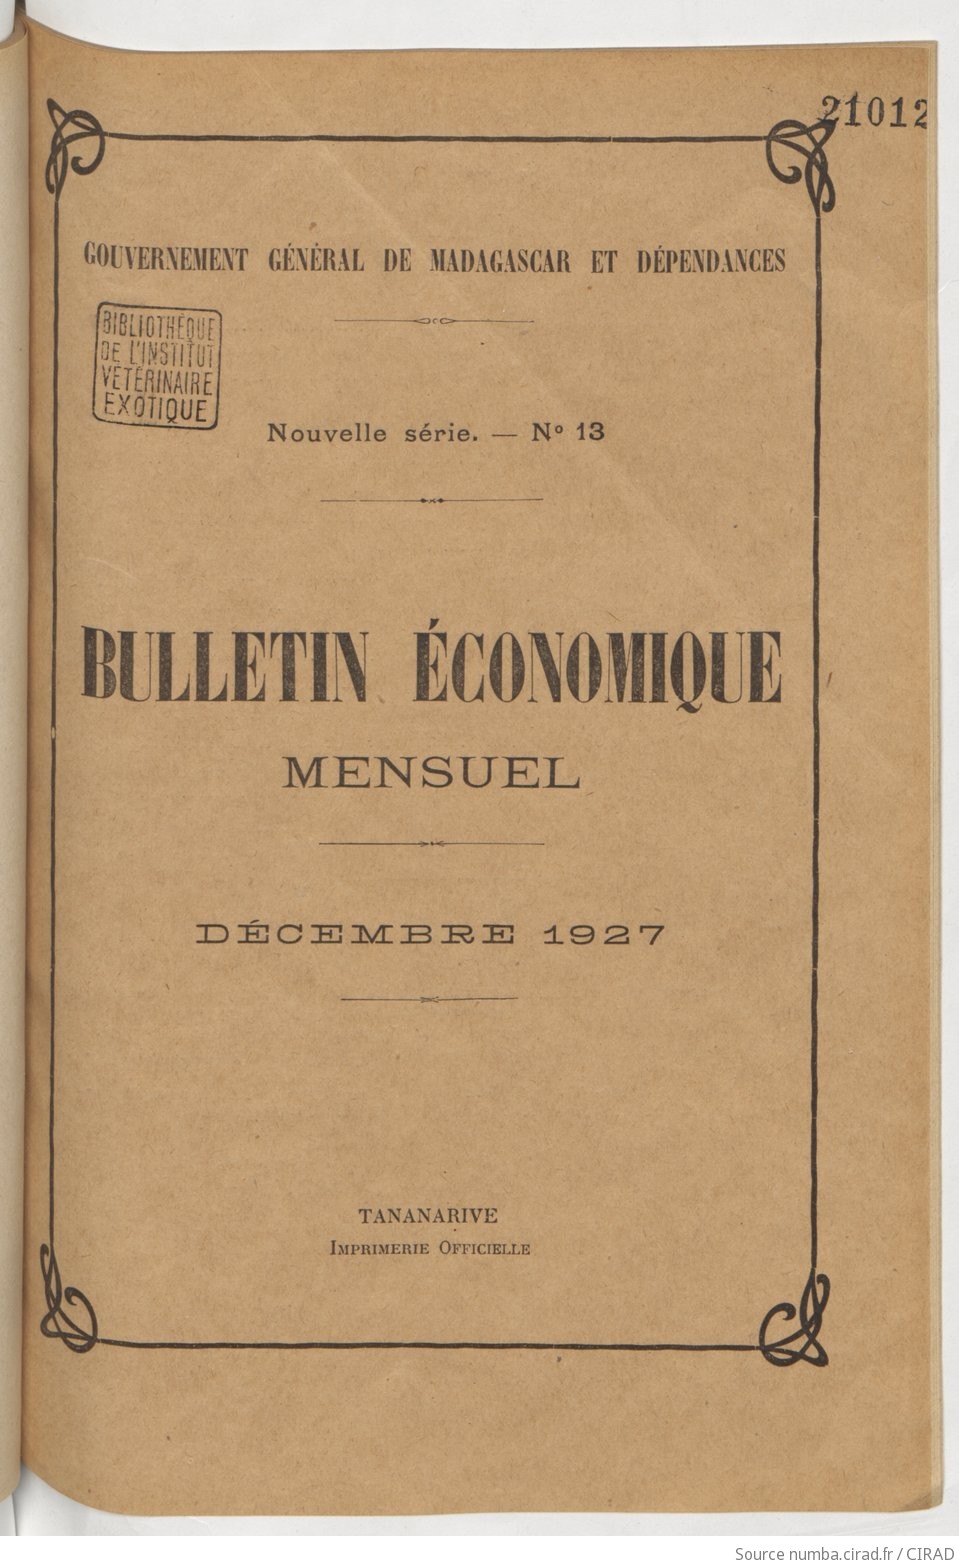 21012
GOUVERNEMENT GÉNÉRAL DE MADAGASCAR ET DÉPENDANCES
BIBLIOTHÈQUE
DE L'INSTITUT
VÉTÉRINAIRE
EXOTIQUE
Nouvelle série. — Nº 13
BULLETIN ÉCONOMIQUE
MENSUEL
DÉCEMBRE 1927
TANANARIVE
IMPRIMERIE OFFICIELLE
Source numba.cirad.fr / CIRAD